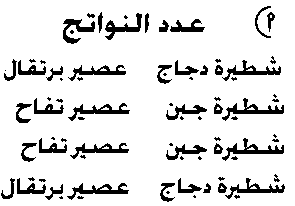 أ) عدد النواتج
شطيرة دجاج عصير برتقال
شطيرة جبن عصير تفاح
شطيرة جبن عصير تفاح
شطيرة دجاج عصير برتقال